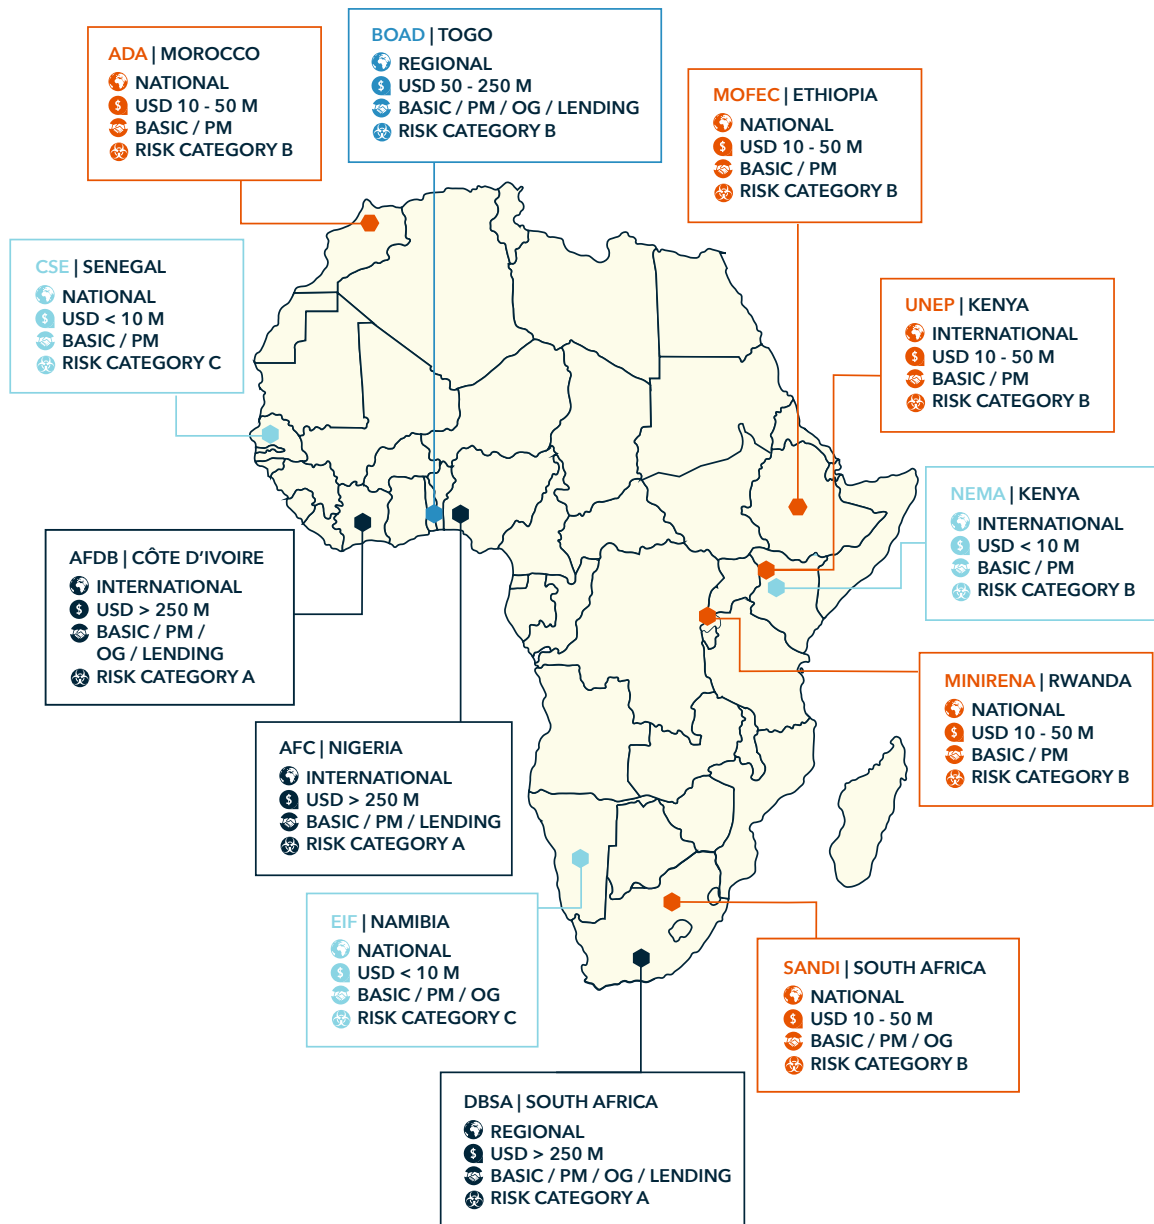 ADA | MOROCCO
NATIONAL
USD 10 - 50 M
BASIC / PM
RISK CATEGORY B
BOAD | TOGO
REGIONAL
USD 50 - 250 M
BASIC / PM / OG / LENDING
RISK CATEGORY B
MOFEC | ETHIOPIA
NATIONAL
USD 10 - 50 M
BASIC / PM
RISK CATEGORY B
CSE | SENEGAL
NATIONAL
USD < 10 M
BASIC / PM
RISK CATEGORY C
UNEP | KENYA
INTERNATIONAL
USD 10 - 50 M
BASIC / PM
RISK CATEGORY B
NEMA | KENYA
INTERNATIONAL
USD < 10 M
BASIC / PM
RISK CATEGORY B
AFDB | CÔTE D'IVOIRE
INTERNATIONAL
USD > 250 M
BASIC / PM /
OG / LENDING
RISK CATEGORY A
MINIRENA | RWANDA
NATIONAL
USD 10 - 50 M
BASIC / PM
RISK CATEGORY B
AFC | NIGERIA
INTERNATIONAL
USD > 250 M
BASIC / PM / LENDING
RISK CATEGORY A
EIF | NAMIBIA
NATIONAL
USD < 10 M
BASIC / PM / OG
RISK CATEGORY C
SANDI | SOUTH AFRICA
NATIONAL
USD 10 - 50 M
BASIC / PM / OG
RISK CATEGORY B
DBSA | SOUTH AFRICA
REGIONAL
USD > 250 M
BASIC / PM / OG / LENDING
RISK CATEGORY A